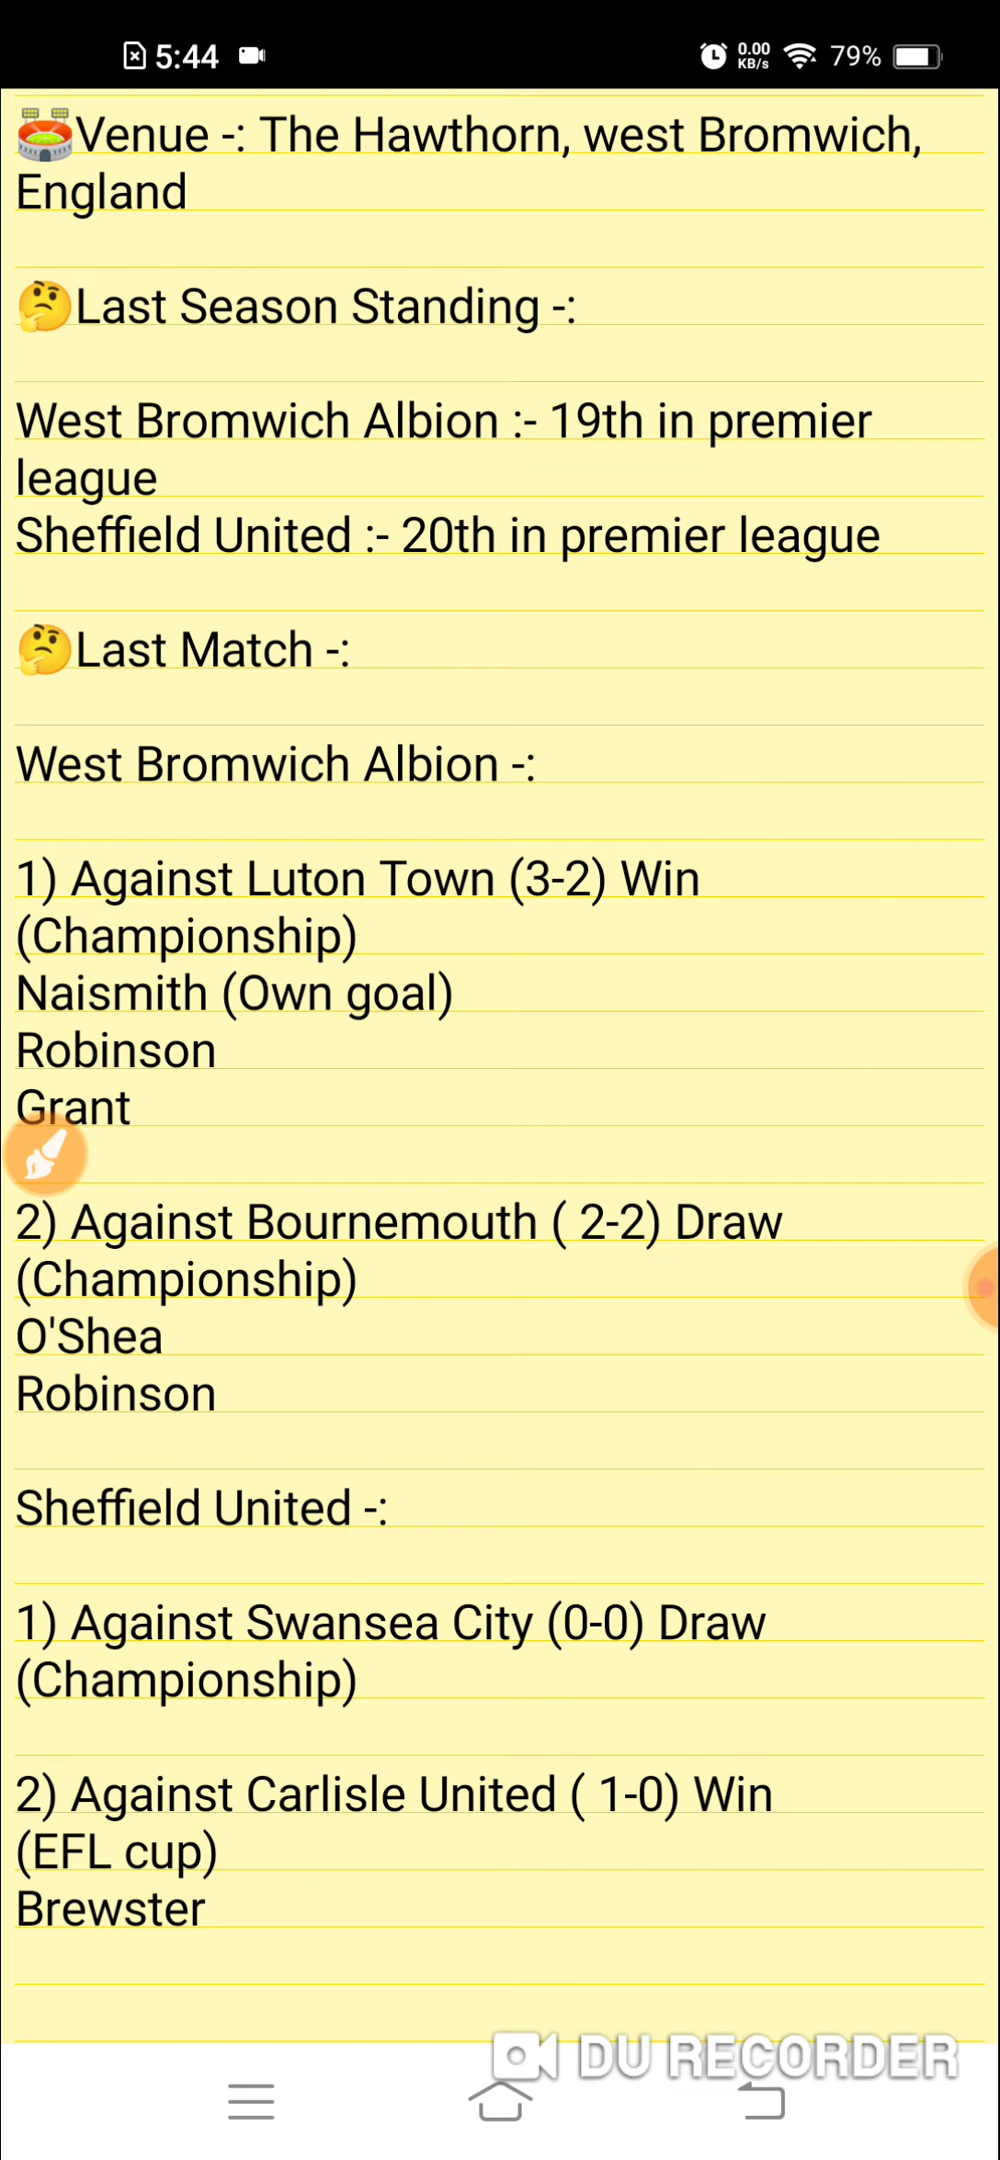 5:44
0.00 KB/s
79%
Venue -: The Hawthorn, west Bromwich,
England
Last Season Standing -:
West Bromwich Albion :- 19th in premier
league
Sheffield United :- 20th in premier league
Last Match -:
West Bromwich Albion -:
1) Against Luton Town (3-2) Win
(Championship)
Naismith (Own goal)
Robinson
Grant
2) Against Bournemouth ( 2-2) Draw
(Championship)
O'Shea
Robinson
Sheffield United -:
1) Against Swansea City (0-0) Draw
(Championship)
2) Against Carlisle United ( 1-0) Win
(EFL cup)
Brewster
DU RECORDER